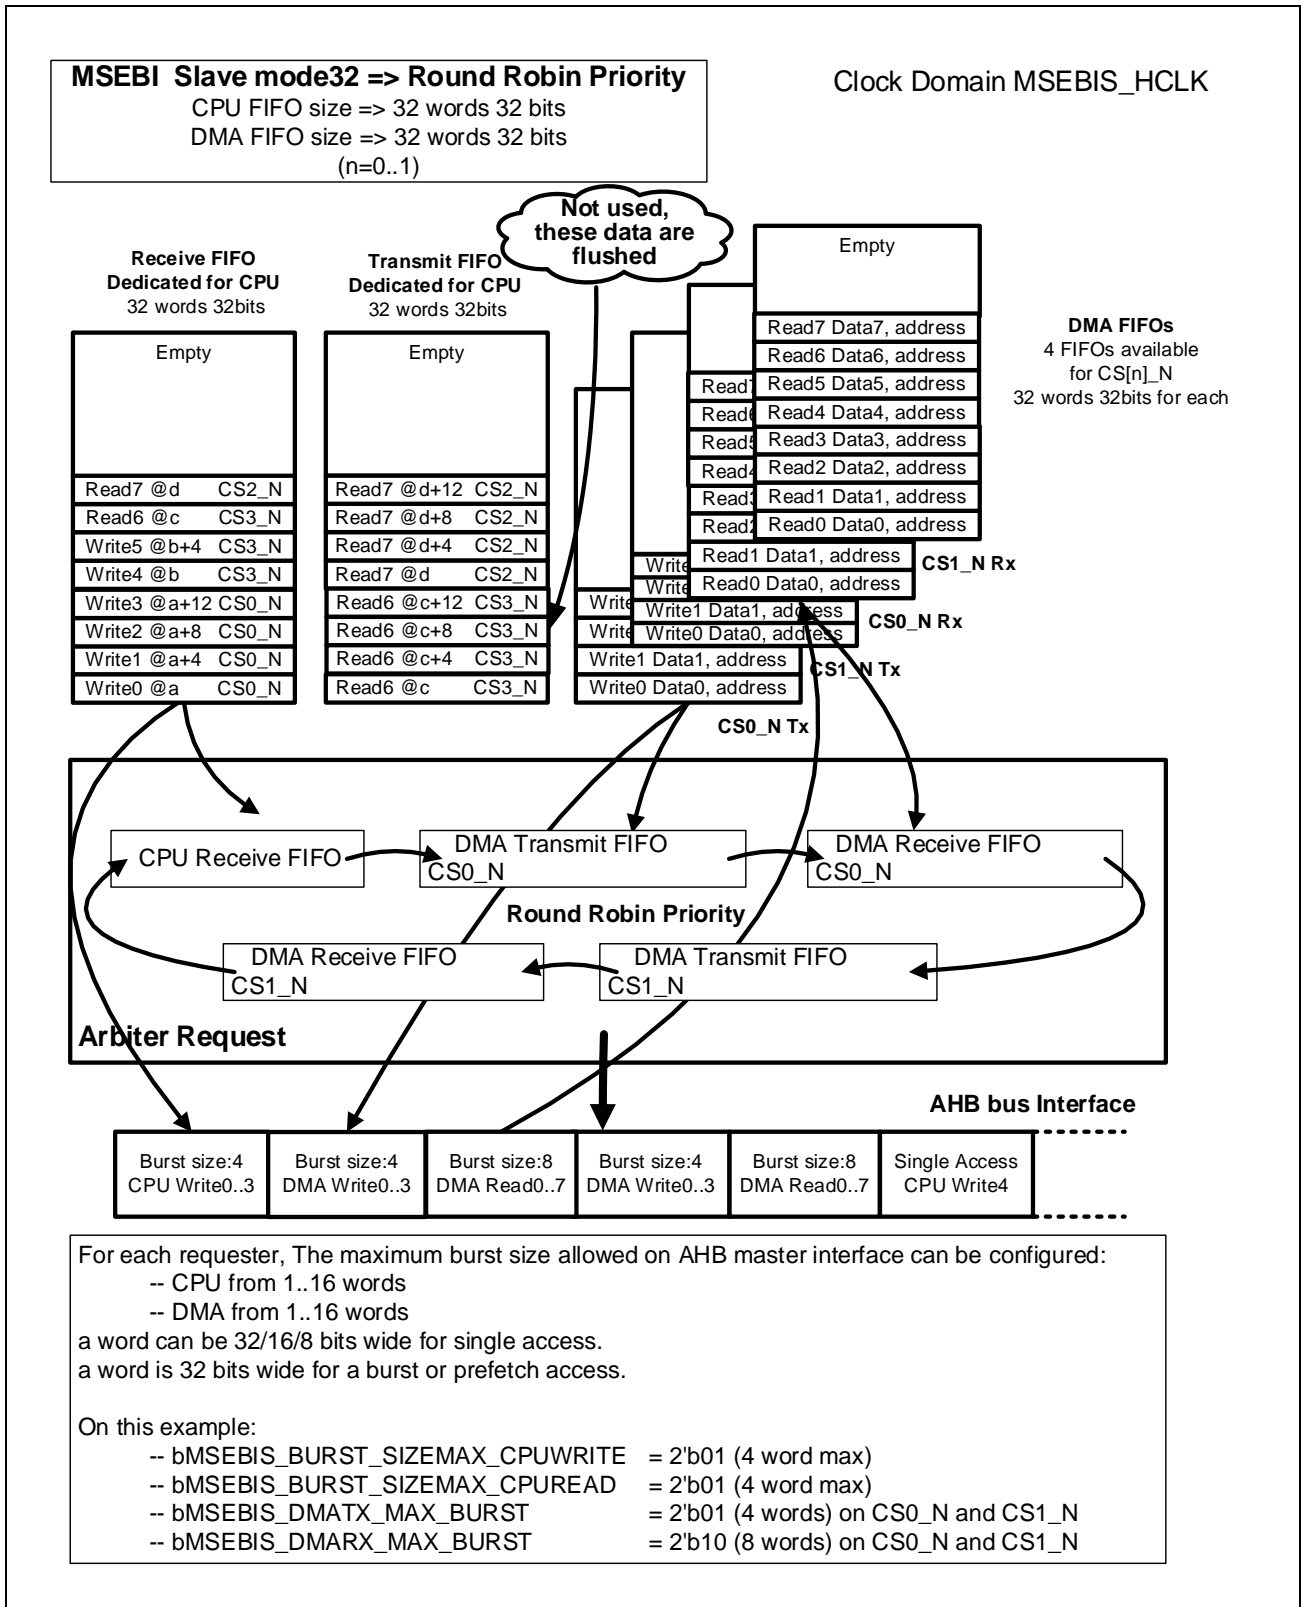 MSEBI Slave mode32 => Round Robin Priority
CPU FIFO size => 32 words 32 bits
DMA FIFO size => 32 words 32 bits
(n=0..1)
Clock Domain MSEBIS_HCLK
Not used,
these data are
flushed
Receive FIFO
Dedicated for CPU
32 words 32bits
Empty
Read7 @d CS2_N
Read6 @c CS3_N
Write5 @b+4 CS3_N
Write4 @b CS3_N
Write3 @a+12 CS0_N
Write2 @a+8 CS0_N
Write1 @a+4 CS0_N
Write0 @a CS0_N
Transmit FIFO
Dedicated for CPU
32 words 32bits
Empty
Read7 @d+12 CS2_N
Read7 @d+8 CS2_N
Read7 @d+4 CS2_N
Read7 @d CS2_N
Read6 @c+12 CS3_N
Read6 @c+8 CS3_N
Read6 @c+4 CS3_N
Read6 @c CS3_N
Empty
Read7 Data7, address
Read6 Data6, address
Read5 Data5, address
Read4 Data4, address
Read3 Data3, address
Read2 Data2, address
Read1 Data1, address
Read0 Data0, address
Read7
Read6
Read5
Read4
Read3
Read2
Read1 Data1, address
Read0 Data0, address
CS1_N Rx
Write
Write
Write1 Data1, address
Write0 Data0, address
CS0_N Rx
Write
Write
Write1 Data1, address
Write0 Data0, address
CS1_N Tx
CS0_N Tx
DMA FIFOs
4 FIFOs available
for CS[n]_N
32 words 32bits for each
CPU Receive FIFO
DMA Transmit FIFO
CS0_N
DMA Receive FIFO
CS0_N
Round Robin Priority
DMA Receive FIFO
CS1_N
DMA Transmit FIFO
CS1_N
Arbiter Request
AHB bus Interface
Burst size:4
CPU Write0..3
Burst size:4
DMA Write0..3
Burst size:8
DMA Read0..7
Burst size:4
DMA Write0..3
Burst size:8
DMA Read0..7
Single Access
CPU Write4
For each requester, The maximum burst size allowed on AHB master interface can be configured:
-- CPU from 1..16 words
-- DMA from 1..16 words
a word can be 32/16/8 bits wide for single access.
a word is 32 bits wide for a burst or prefetch access.
On this example:
-- bMSEBIS_BURST_SIZEMAX_CPUWRITE = 2'b01 (4 word max)
-- bMSEBIS_BURST_SIZEMAX_CPUREAD = 2'b01 (4 word max)
-- bMSEBIS_DMATX_MAX_BURST = 2'b01 (4 words) on CS0_N and CS1_N
-- bMSEBIS_DMARX_MAX_BURST = 2'b10 (8 words) on CS0_N and CS1_N